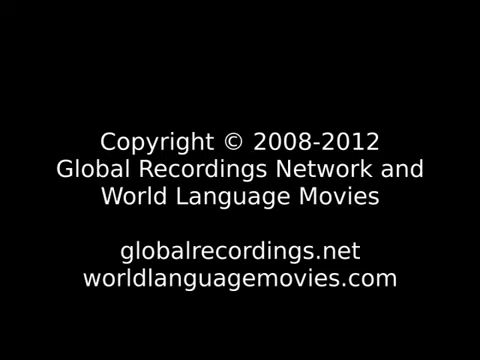 Copyright © 2008-2012
Global Recordings Network and
World Language Movies
globalrecordings.net
worldlanguagemovies.com